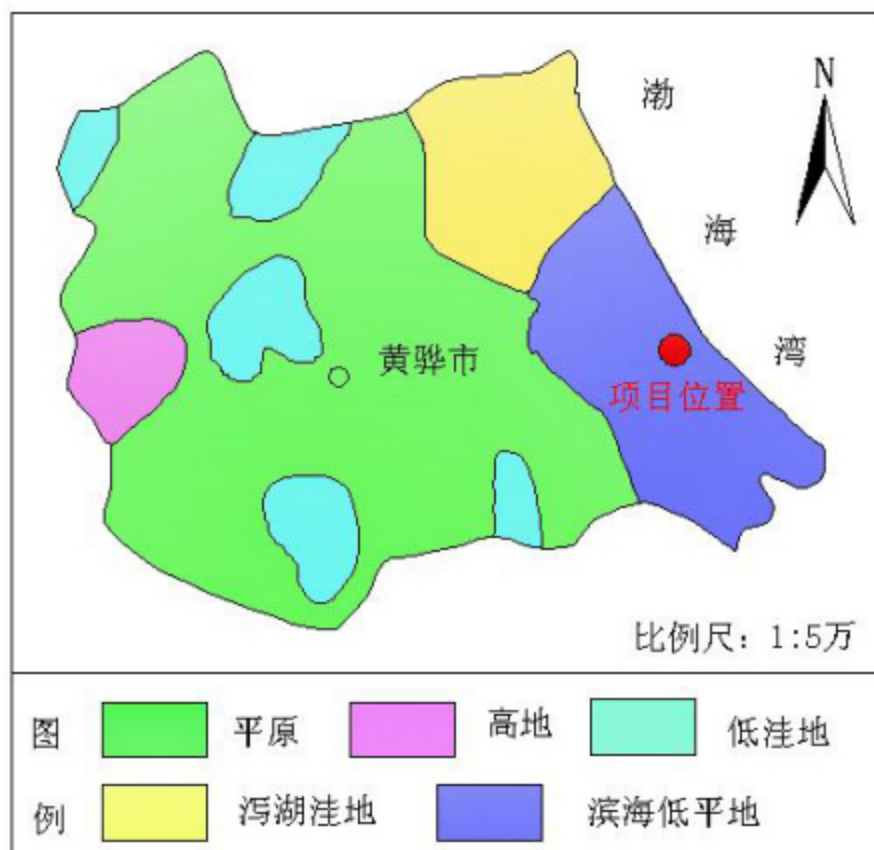 N
渤
海
湾
黄骅市
项目位置
比例尺：1:5万
图
例
平原
高地
低洼地
泻湖洼地
滨海低平地